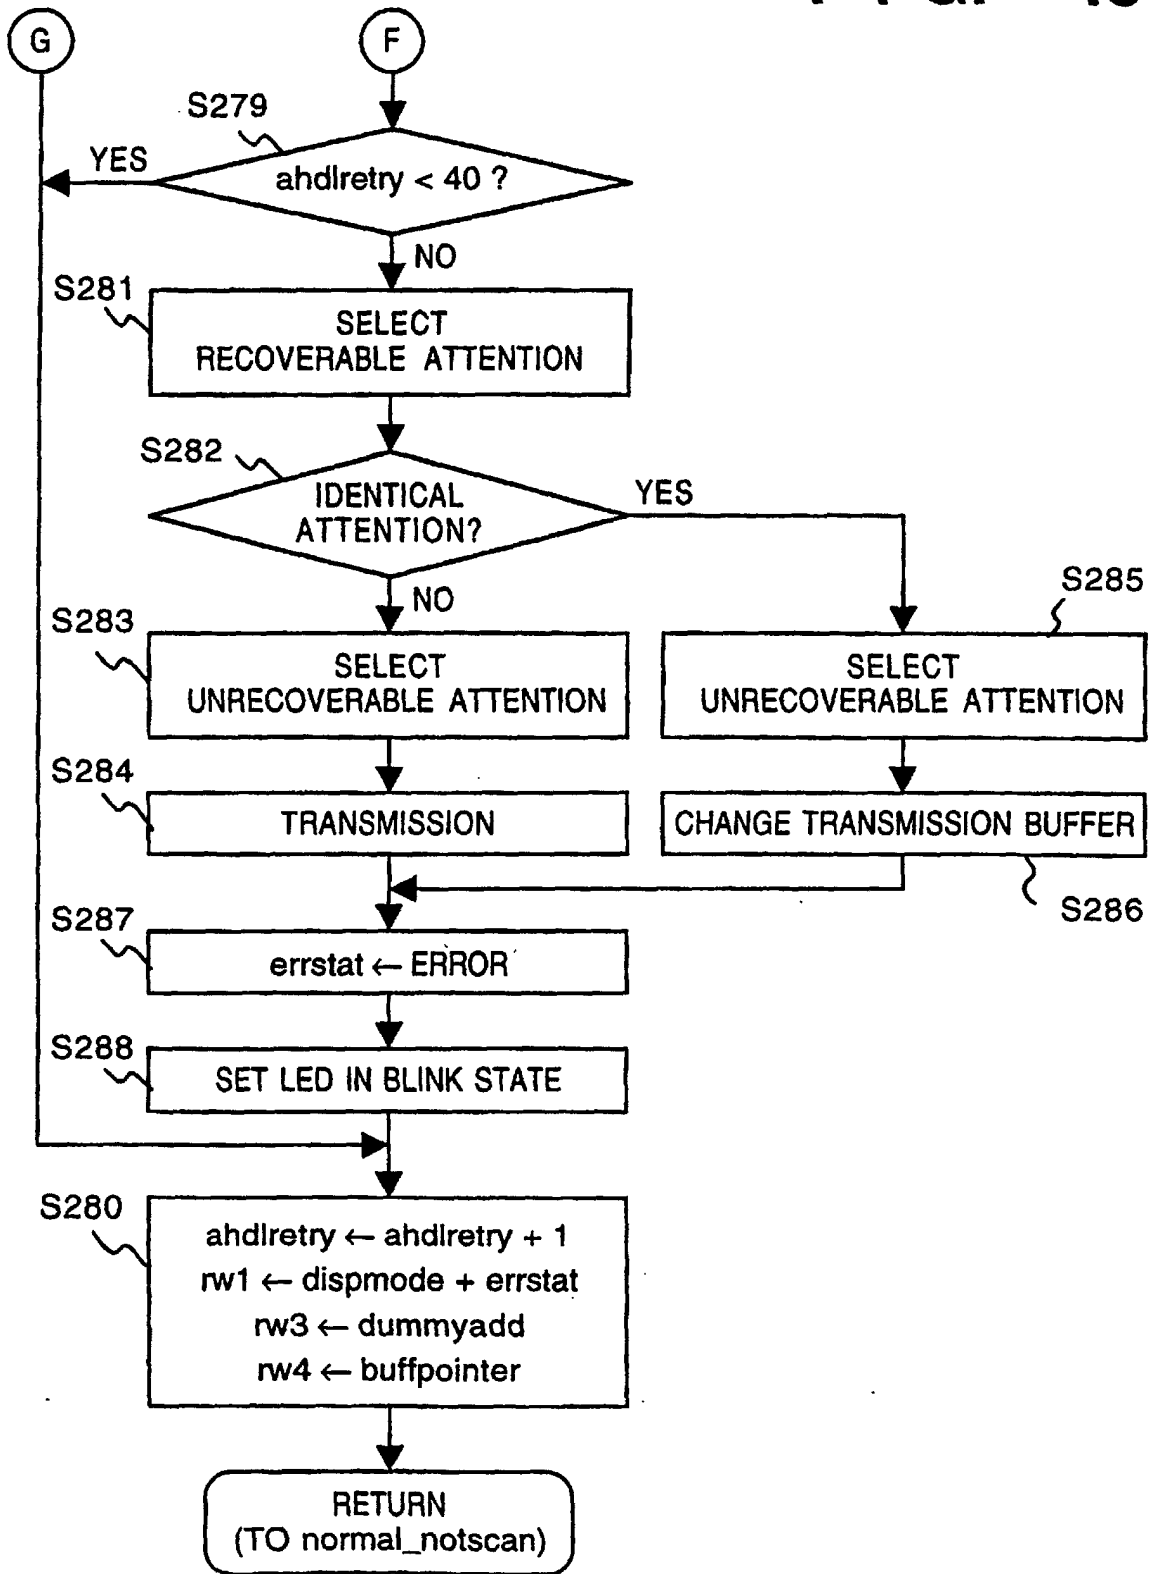 G
F
S279
YES
ahdlretry < 40 ?
NO
S281
SELECT
RECOVERABLE ATTENTION
S282
IDENTICAL
ATTENTION?
YES
NO
S283
SELECT
UNRECOVERABLE ATTENTION
S285
SELECT
UNRECOVERABLE ATTENTION
S284
TRANSMISSION
CHANGE TRANSMISSION BUFFER
S286
S287
errstat ← ERROR
S288
SET LED IN BLINK STATE
S280
ahdlretry ← ahdlretry + 1
rw1 ← dispmode + errstat
rw3 ← dummyadd
rw4 ← buffpointer
RETURN
(TO normal_notscan)